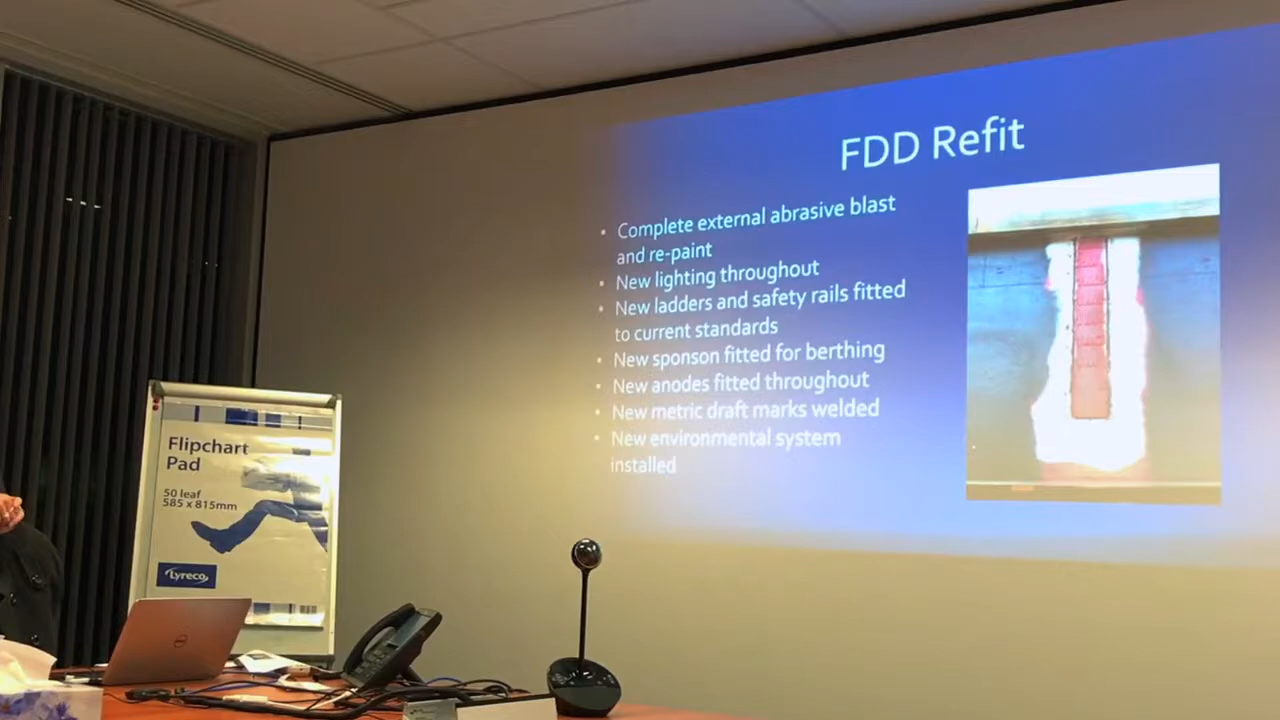 FDD Refit
• Complete external abrasive blast
and re-paint
• New lighting throughout
• New ladders and safety rails fitted
to current standards
• New sponson fitted for berthing
• New anodes fitted throughout
• New metric draft marks welded
• New environmental system
installed
Flipchart
Pad
50 leaf
585 x 815mm
Lyreco
DELL